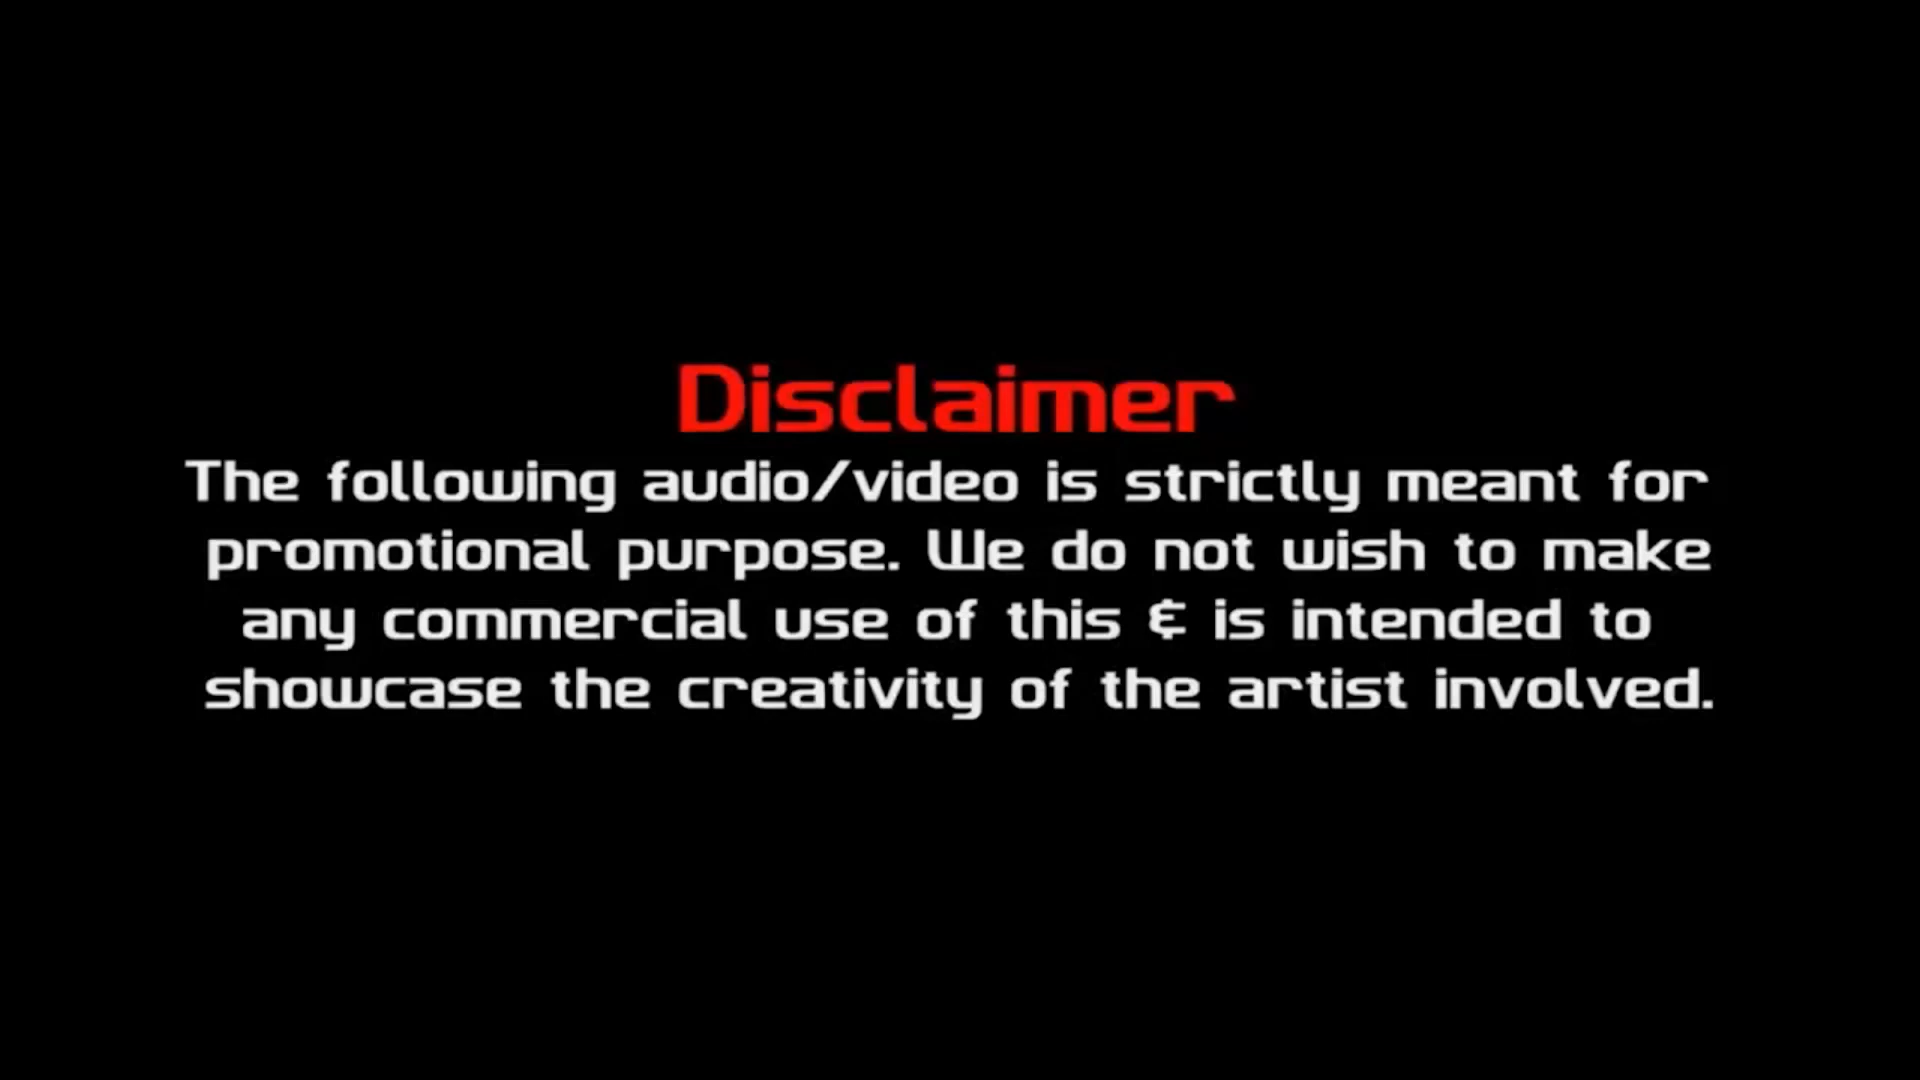 Disclaimer
The following audio/video is strictly meant for
promotional purpose. We do not wish to make
any commercial use of this & is intended to
showcase the creativity of the artist involved.